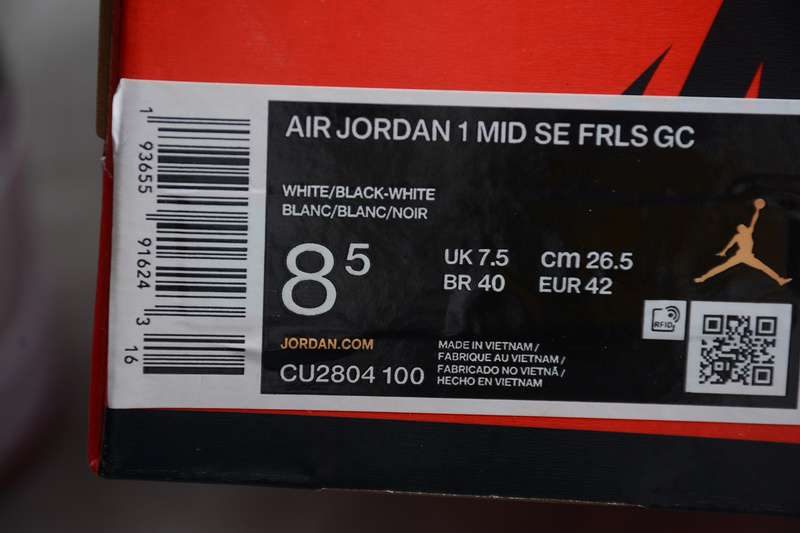 AIR JORDAN 1 MID SE FRLS GC
WHITE/BLACK-WHITE
BLANC/BLANC/NOIR
8 5
UK 7.5 CM 26.5
BR 40 EUR 42
RFID
JORDAN.COM
CU2804 100
MADE IN VIETNAM /
FABRIQUE AU VIETNAM /
FABRICADO NO VIETNÃ /
HECHO EN VIETNAM
1 93655 91624 3 16